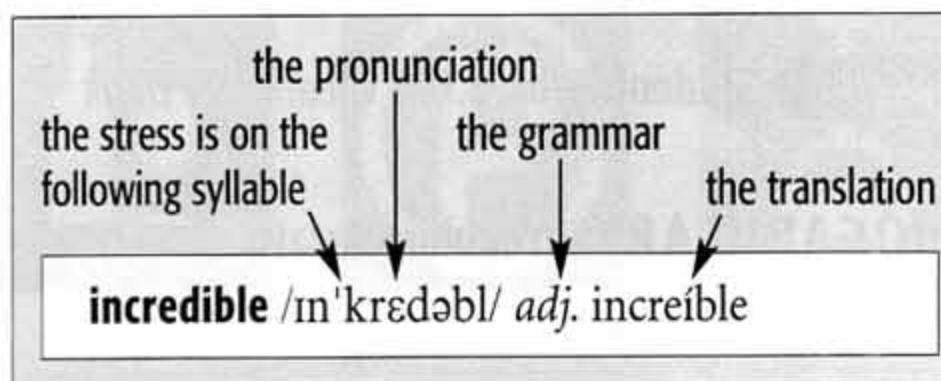 the pronunciation
the stress is on the
following syllable
the grammar
the translation
incredible /ɪnˈkrɛdəbl/ adj. increíble